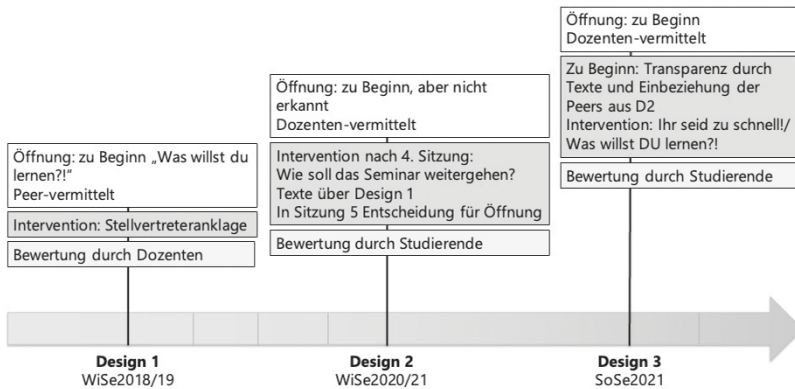 Öffnung: zu Beginn „Was willst du
lernen?!“
Peer-vermittelt
Intervention: Stellvertreteranklage
Bewertung durch Dozenten
Öffnung: zu Beginn, aber nicht
erkannt
Dozenten-vermittelt
Intervention nach 4. Sitzung:
Wie soll das Seminar weitergehen?
Texte über Design 1
In Sitzung 5 Entscheidung für Öffnung
Bewertung durch Studierende
Öffnung: zu Beginn
Dozenten-vermittelt
Zu Beginn: Transparenz durch
Texte und Einbeziehung der
Peers aus D2
Intervention: Ihr seid zu schnell!/
Was willst DU lernen?!
Bewertung durch Studierende
Design 1
WiSe2018/19
Design 2
WiSe2020/21
Design 3
SoSe2021